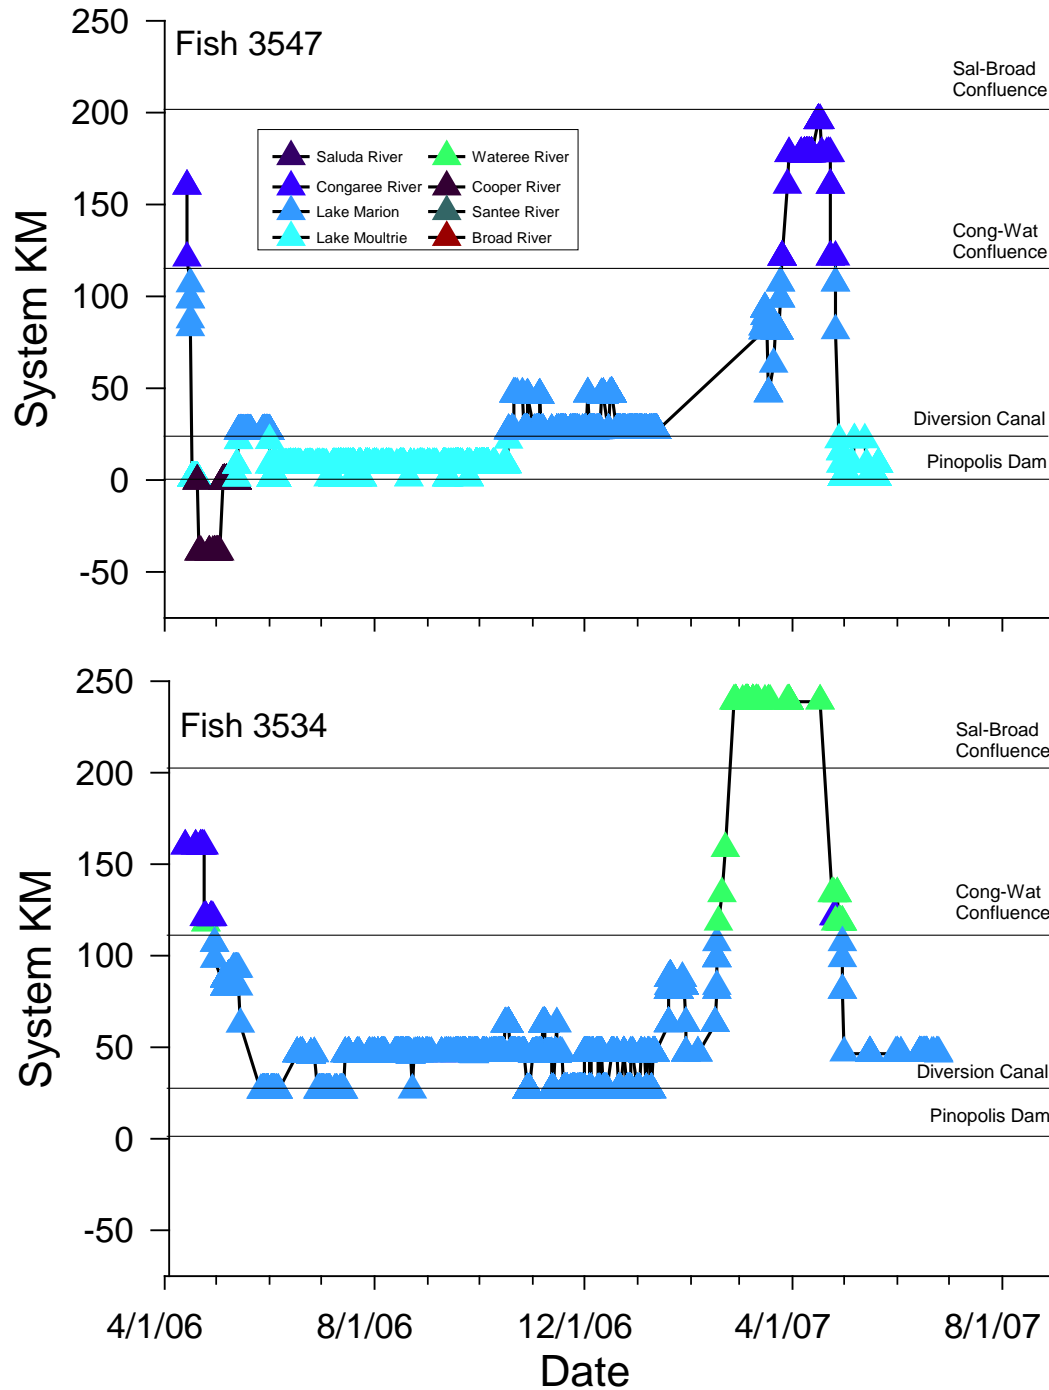 250
200
150
100
50
0
-50
System KM
Fish 3547
Sal-Broad
Confluence
Saluda River
Wateree River
Congaree River
Cooper River
Lake Marion
Santee River
Lake Moultrie
Broad River
Cong-Wat
Confluence
Diversion Canal
Pinopolis Dam
250
200
150
100
50
0
-50
System KM
Fish 3534
Sal-Broad
Confluence
Cong-Wat
Confluence
Diversion Canal
Pinopolis Dam
4/1/06 8/1/06 12/1/06 4/1/07 8/1/07
Date